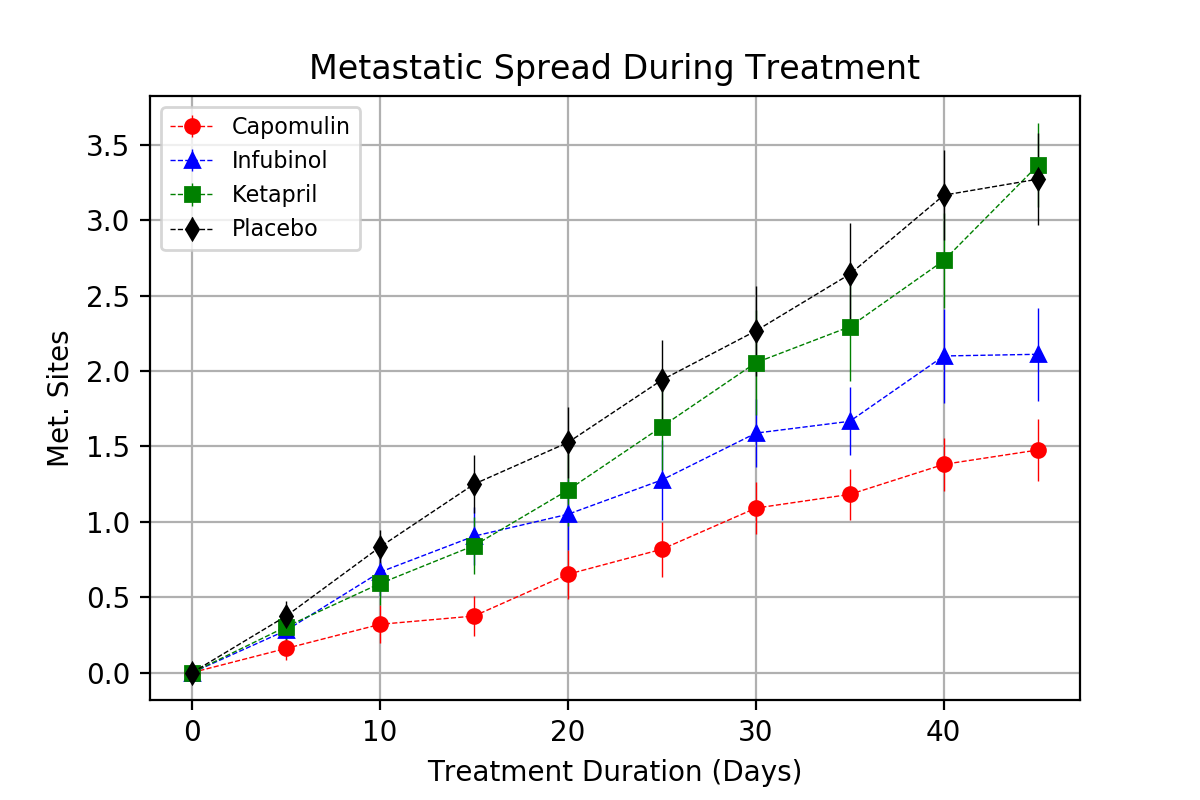 Metastatic Spread During Treatment
Capomulin
Infubinol
Ketapril
Placebo
Met. Sites
3.5
3.0
2.5
2.0
1.5
1.0
0.5
0.0
0 10 20 30 40
Treatment Duration (Days)